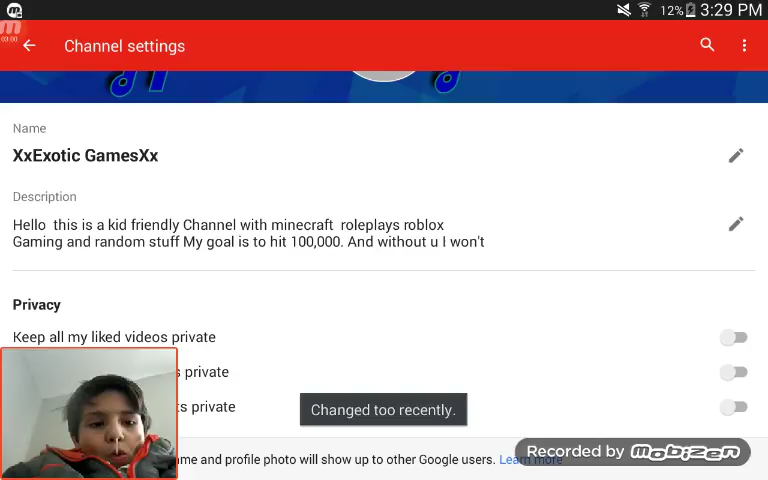 12% 3:29 PM
00:00
Channel settings
Name
XxExotic GamesXx
Description
Hello  this is a kid friendly Channel with minecraft  roleplays roblox
Gaming and random stuff My goal is to hit 100,000. And without u I won't
Privacy
Keep all my liked videos private
s private
ts private
Changed too recently.
ame and profile photo will show up to other Google users. Learn more
Recorded by mobizen